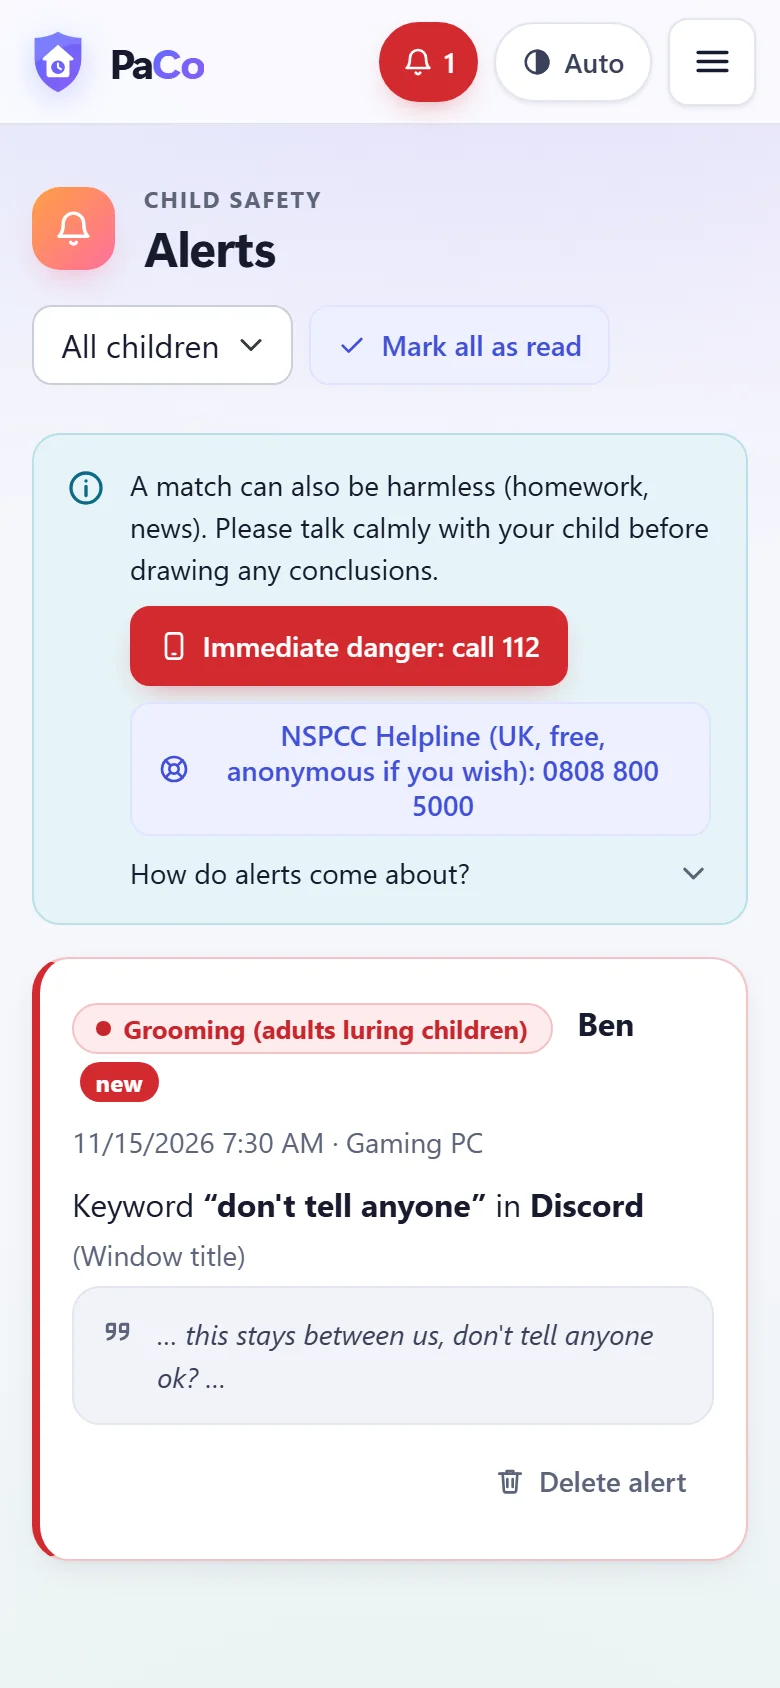 PaCo
1
Auto
CHILD SAFETY
Alerts
All children
Mark all as read
A match can also be harmless (homework,
news). Please talk calmly with your child before
drawing any conclusions.
Immediate danger: call 112
NSPCC Helpline (UK, free,
anonymous if you wish): 0808 800
5000
How do alerts come about?
Grooming (adults luring children) Ben
new
11/15/2026 7:30 AM · Gaming PC
Keyword “don't tell anyone” in Discord
(Window title)
... this stays between us, don't tell anyone
ok? ...
Delete alert